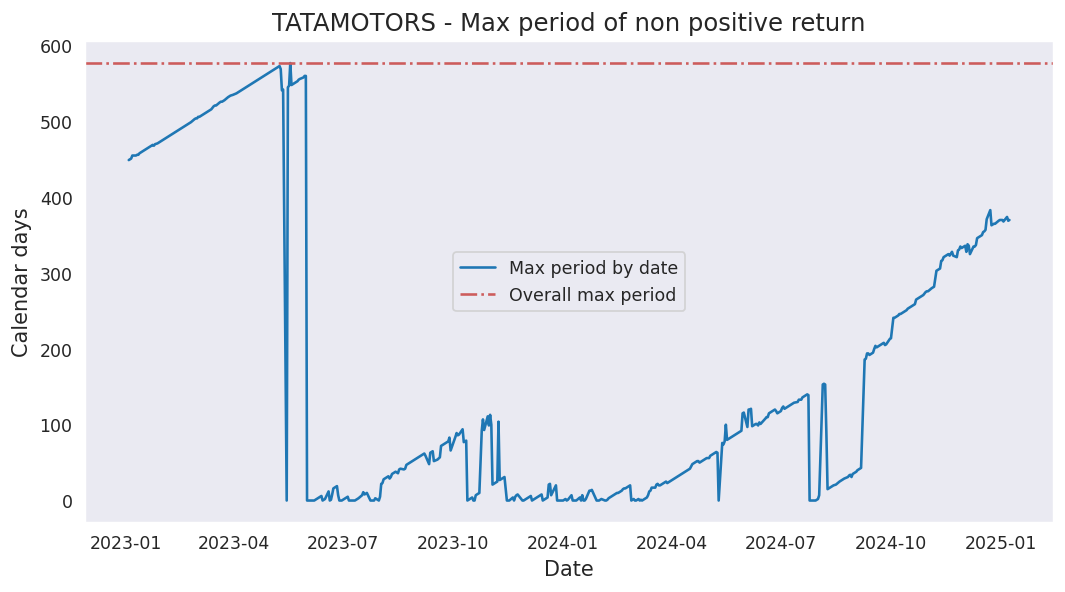 TATAMOTORS - Max period of non positive return
600
500
400
300
200
100
0
Calendar days
Max period by date
Overall max period
2023-01 2023-04 2023-07 2023-10 2024-01 2024-04 2024-07 2024-10 2025-01
Date